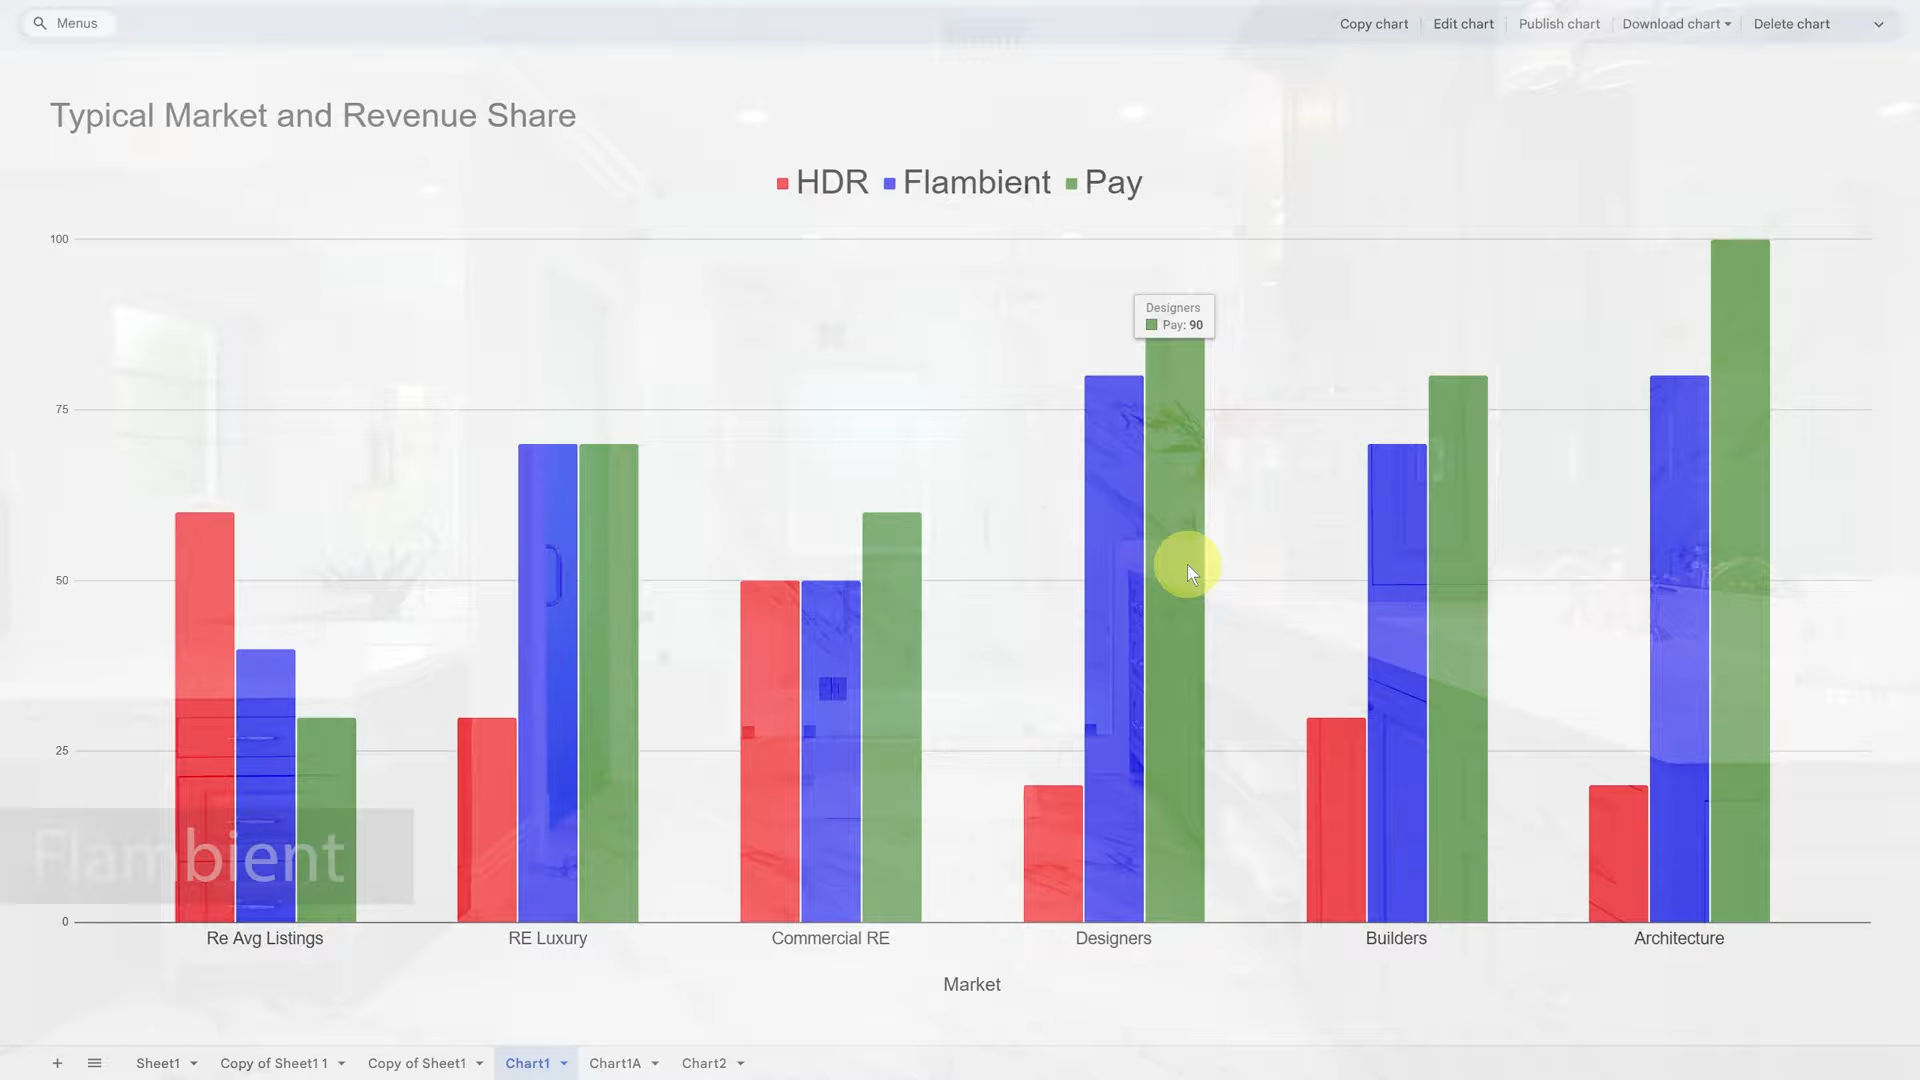 Menus
Copy chart
Edit chart
Publish chart
Download chart
Delete chart
Typical Market and Revenue Share
HDR Flambient Pay
100
75
50
25
0
Designers
Pay: 90
Flambient
Re Avg Listings
RE Luxury
Commercial RE
Designers
Builders
Architecture
Market
Sheet1
Copy of Sheet1 1
Copy of Sheet1
Chart1
Chart1A
Chart2